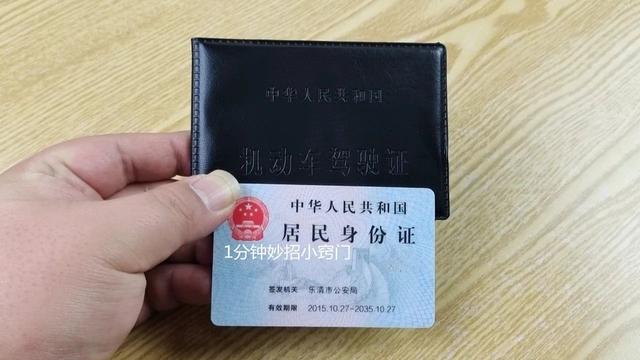 中华人民共和国
机动车驾驶证
中华人民共和国
居民身份证
1分钟妙招小窍门
签发机关 乐清市公安局
有效期限 2015.10.27-2035.10.27